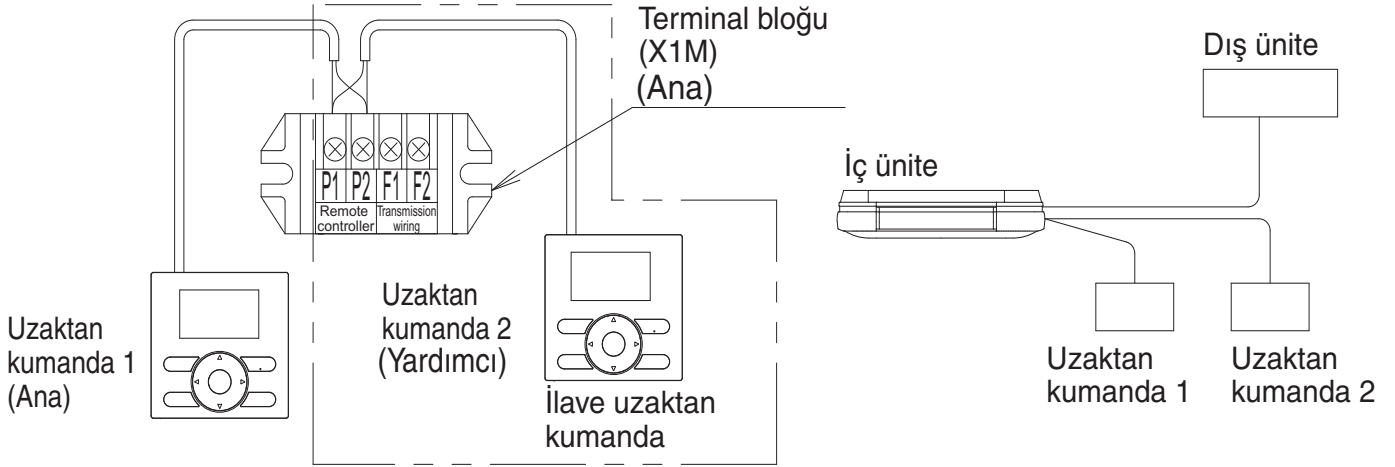 Terminal bloğu
(X1M)
(Ana)
P1 P2 F1 F2
Remote controller
Transmission wiring
Uzaktan
kumanda 1
(Ana)
Uzaktan
kumanda 2
(Yardımcı)
İlave uzaktan
kumanda
Dış ünite
İç ünite
Uzaktan
kumanda 1
Uzaktan
kumanda 2